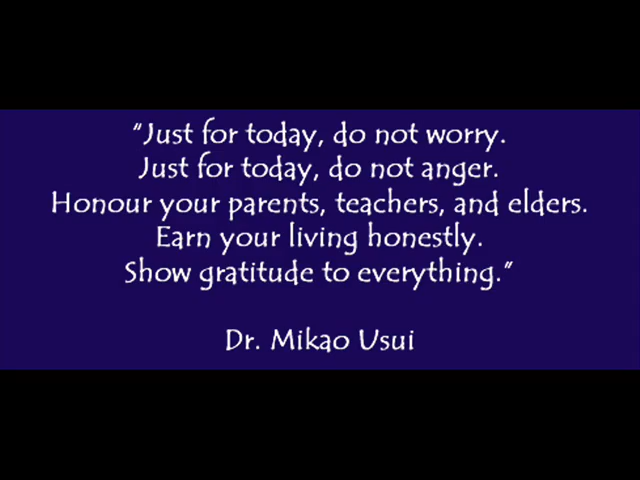 "Just for today, do not worry.
Just for today, do not anger.
Honour your parents, teachers, and elders.
Earn your living honestly.
Show gratitude to everything."
Dr. Mikao Usui